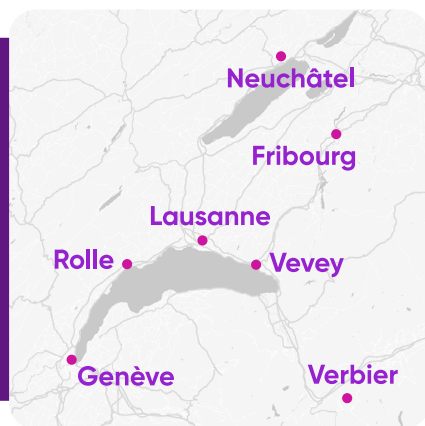 Neuchâtel
Fribourg
Lausanne
Rolle
Vevey
Genève
Verbier